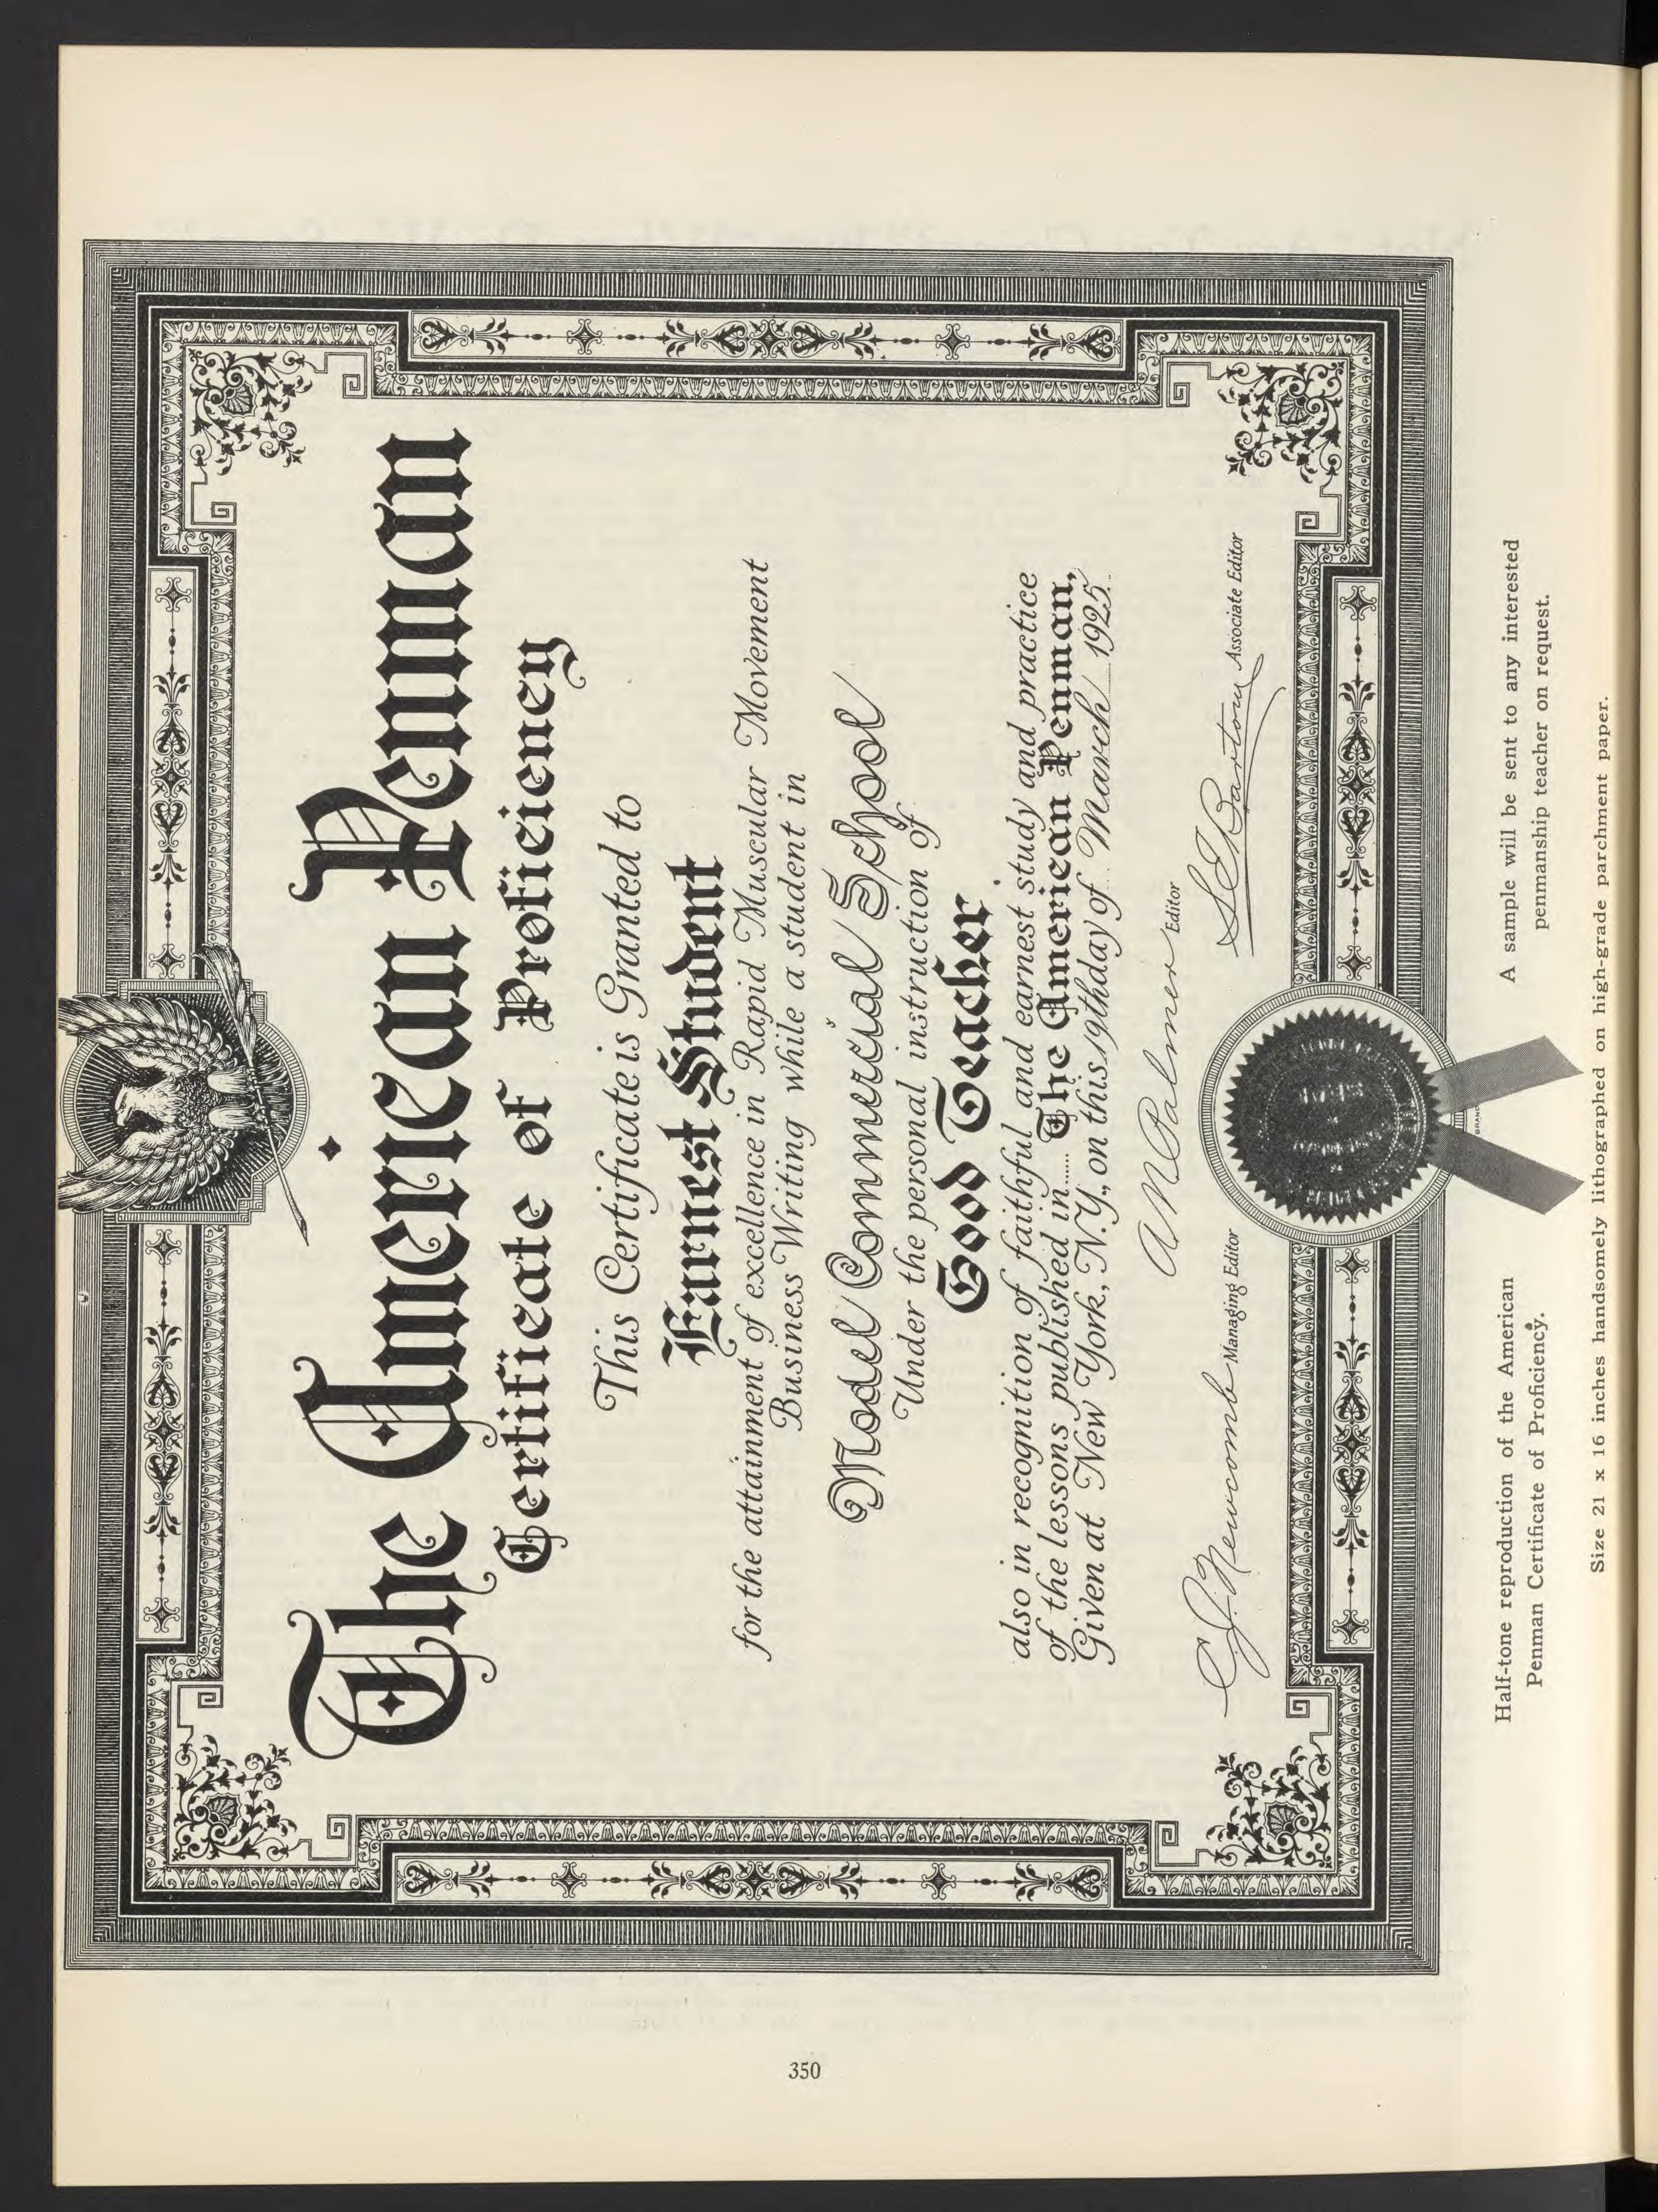 The American Penman
Certificate of Proficiency
This Certificate is Granted to
Earnest Student
for the attainment of excellence in Rapid Muscular Movement
Business Writing while a student in
Model Commercial School
Under the personal instruction of
Good Teacher
also in recognition of faithful and earnest study and practice
of the lessons published in...... The American Penman,
Given at New York, N.Y., on this 19th day of March 1925.
A N Palmer Editor
C. J. Newcomb Managing Editor
S E Bartow Associate Editor
BRAND
Half-tone reproduction of the American
Penman Certificate of Proficiency.
A sample will be sent to any interested
penmanship teacher on request.
Size 21 x 16 inches handsomely lithographed on high-grade parchment paper.
350